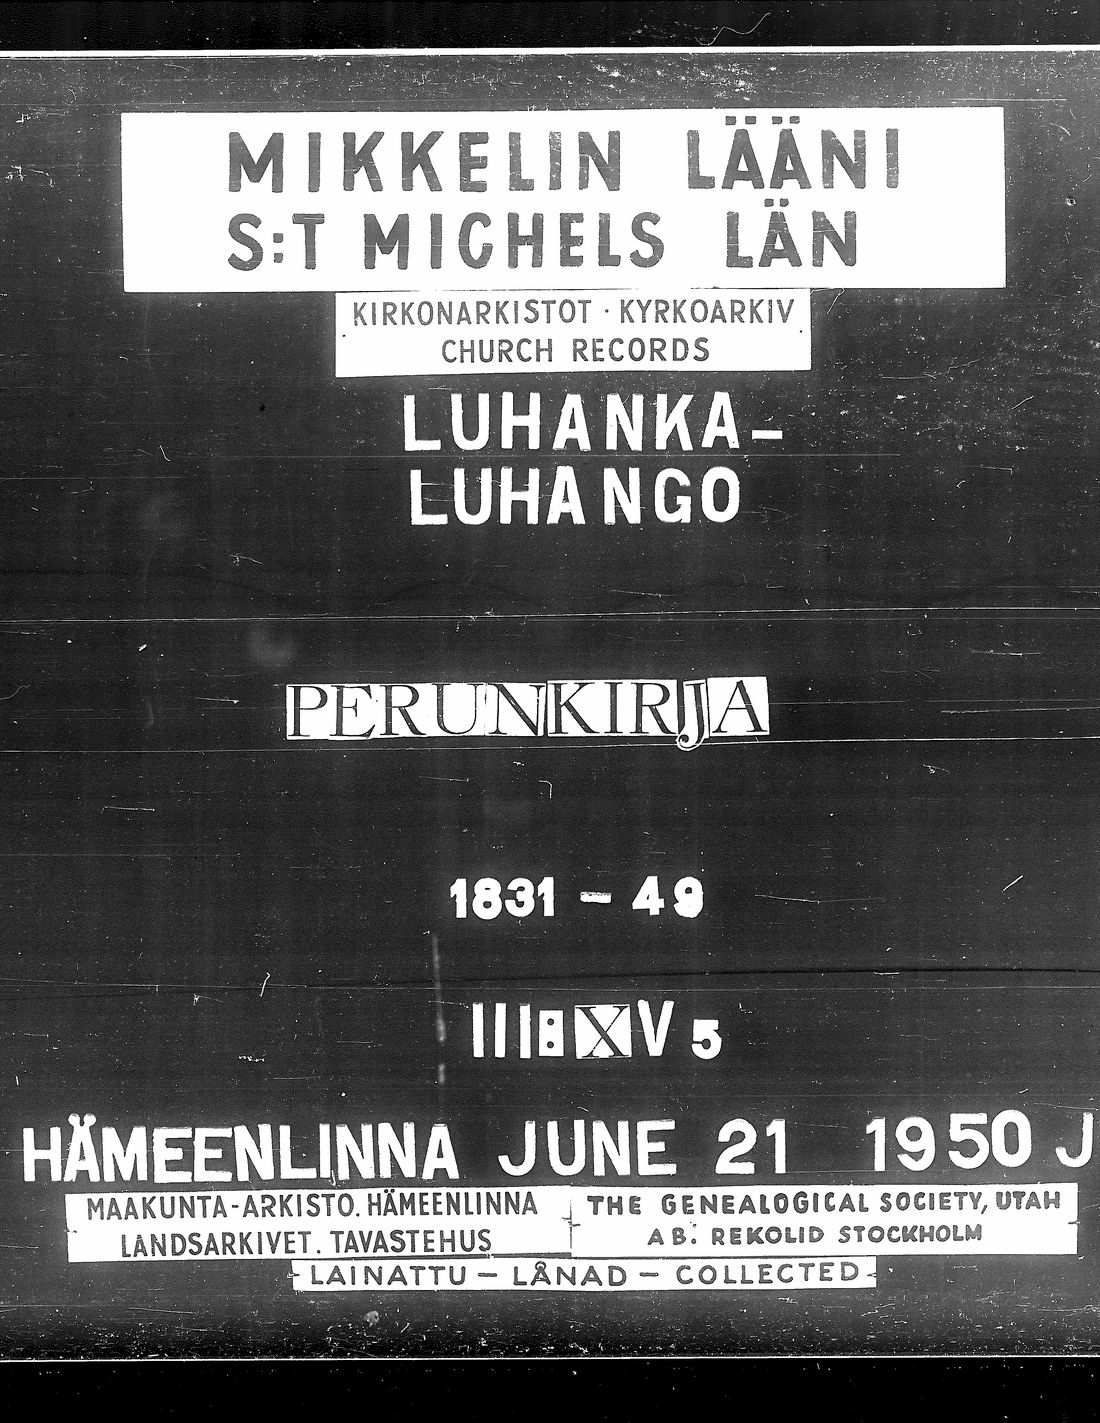 MIKKELIN LÄÄNI
S:T MICHELS LÄN
KIRKONARKISTOT · KYRKOARKIV
CHURCH RECORDS
LUHANKA-
LUHANGO
PERUNKIRJA
1831 - 49
III:XV 5
HÄMEENLINNA JUNE 21 1950 J
MAAKUNTA-ARKISTO. HÄMEENLINNA
LANDSARKIVET. TAVASTEHUS
THE GENEALOGICAL SOCIETY, UTAH
AB. REKOLID STOCKHOLM
LAINATTU - LÅNAD - COLLECTED